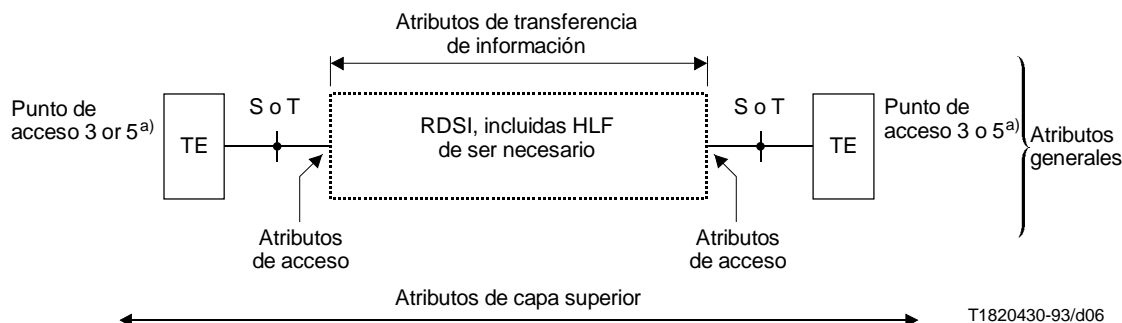 Atributos de transferencia
de información
Punto de
acceso 3 or 5a)
TE
S o T
RDSI, incluidas HLF
de ser necesario
S o T
TE
Punto de
acceso 3 o 5a)
Atributos
generales
Atributos
de acceso
Atributos
de acceso
Atributos de capa superior
T1820430-93/d06